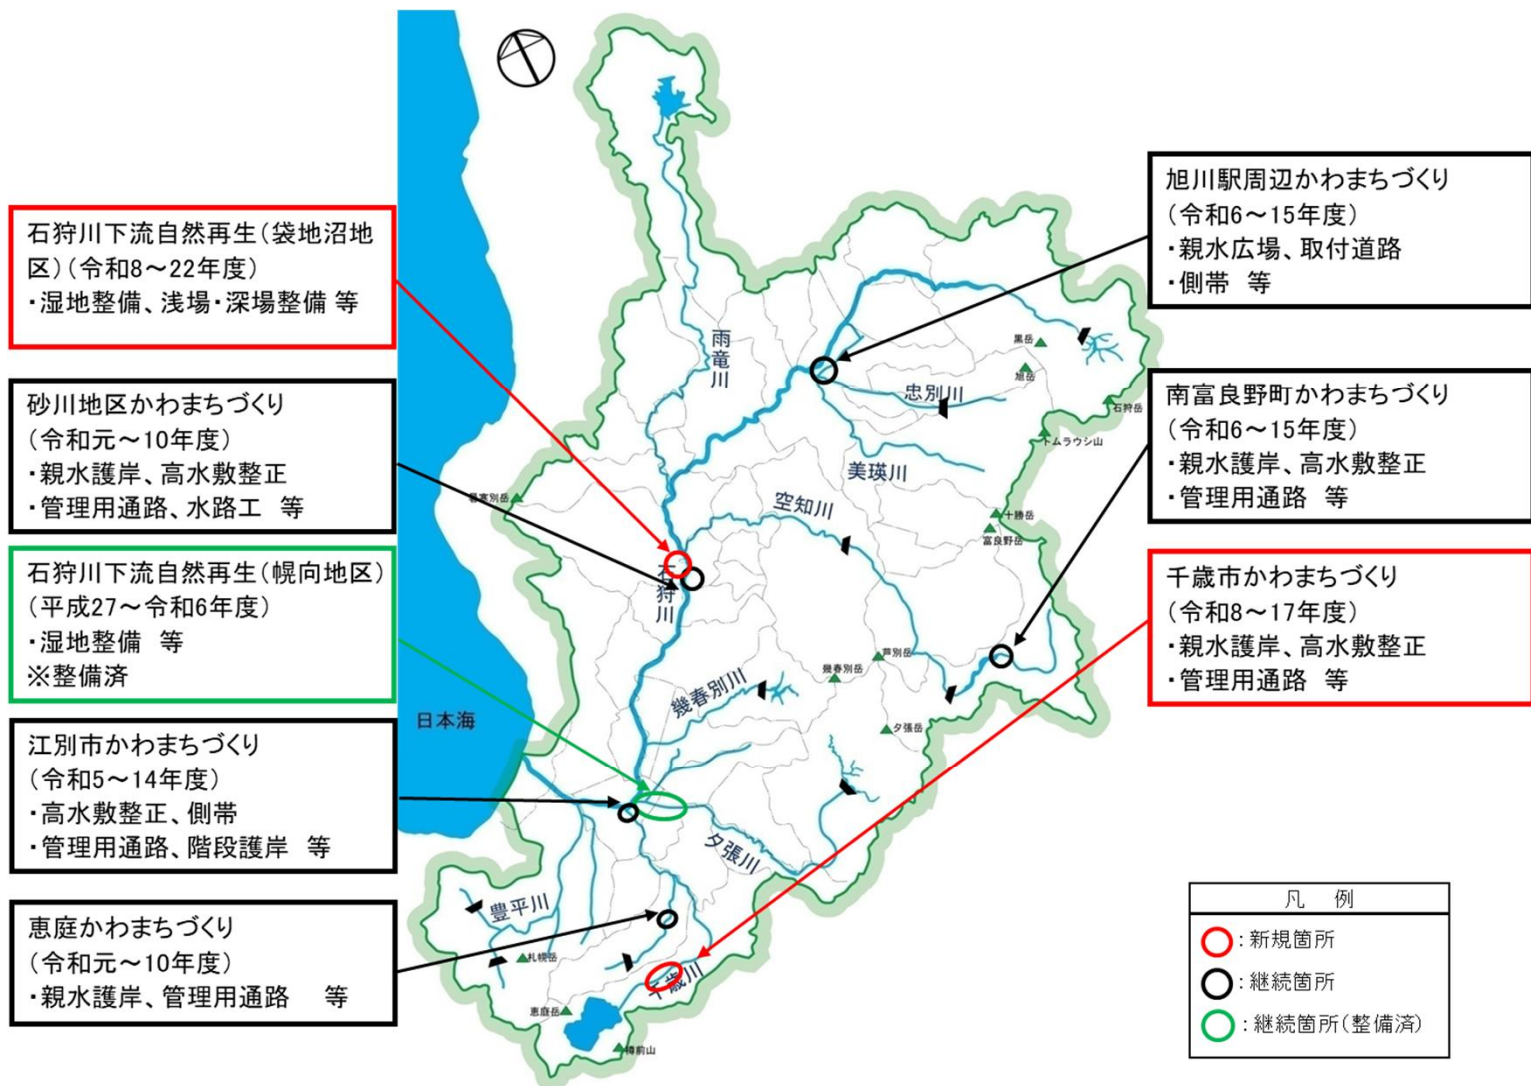 石狩川下流自然再生(袋地沼地
区)(令和8～22年度)
・湿地整備、浅場・深場整備 等
砂川地区かわまちづくり
(令和元～10年度)
・親水護岸、高水敷整正
・管理用通路、水路工 等
石狩川下流自然再生(幌向地区)
(平成27～令和6年度)
・湿地整備 等
※整備済
江別市かわまちづくり
(令和5～14年度)
・高水敷整正、側帯
・管理用通路、階段護岸 等
恵庭かわまちづくり
(令和元～10年度)
・親水護岸、管理用通路 等
旭川駅周辺かわまちづくり
(令和6～15年度)
・親水広場、取付道路
・側帯 等
南富良野町かわまちづくり
(令和6～15年度)
・親水護岸、高水敷整正
・管理用通路 等
千歳市かわまちづくり
(令和8～17年度)
・親水護岸、高水敷整正
・管理用通路 等
日本海
雨竜川
忠別川
美瑛川
空知川
石狩川
幾春別川
夕張川
豊平川
千歳川
黒岳
旭岳
石狩岳
トムラウシ山
十勝岳
富良野岳
芦別岳
幾春別岳
夕張岳
札幌岳
恵庭岳
樽前山
凡 例
:新規箇所
:継続箇所
:継続箇所(整備済)